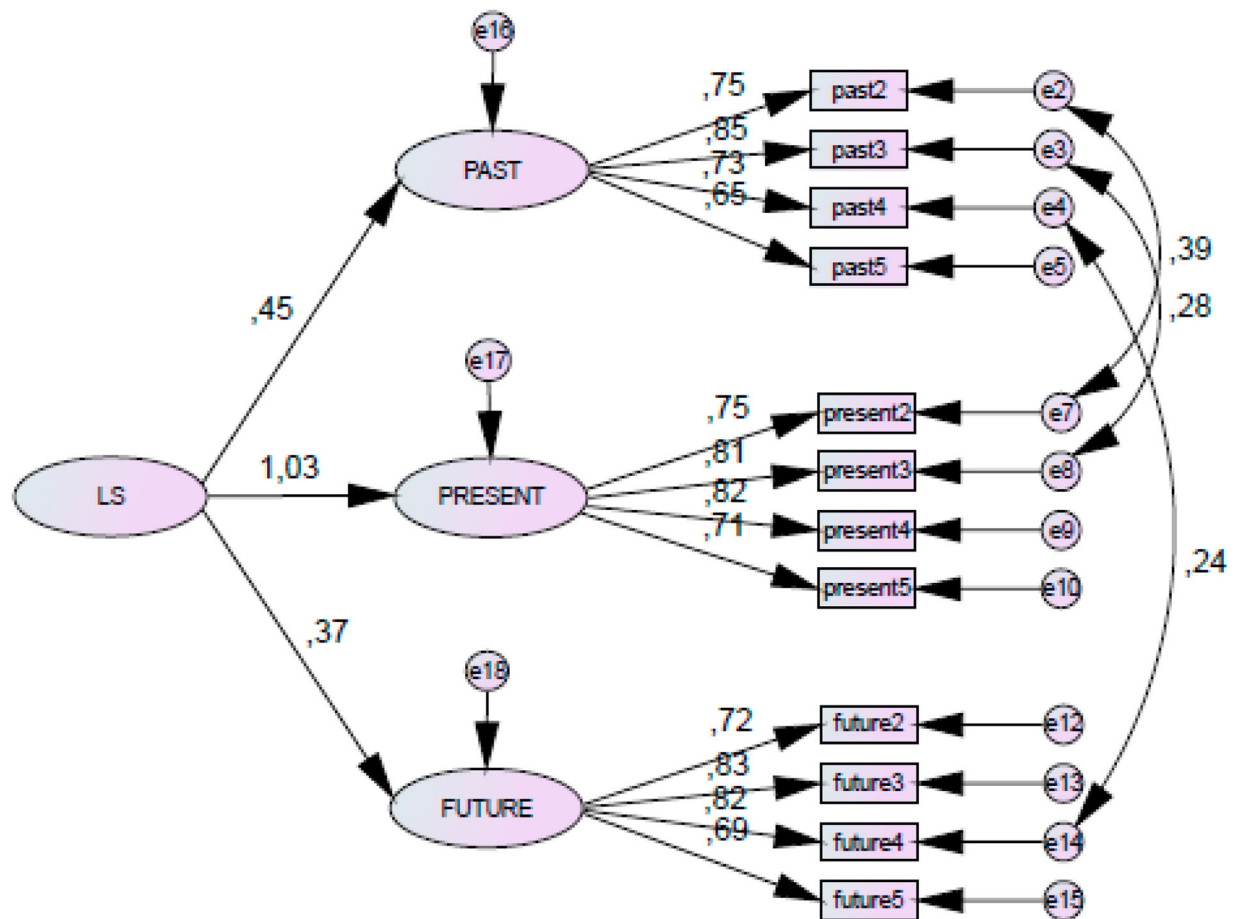 e16
,75
past2
e2
,85
past3
e3
PAST
,73
past4
e4
,65
past5
e5
,39
,28
,45
e17
,75
present2
e7
,81
present3
e8
LS
1,03
PRESENT
,82
present4
e9
,71
present5
e10
,24
,37
e18
,72
future2
e12
,83
future3
e13
FUTURE
,82
future4
e14
,69
future5
e15